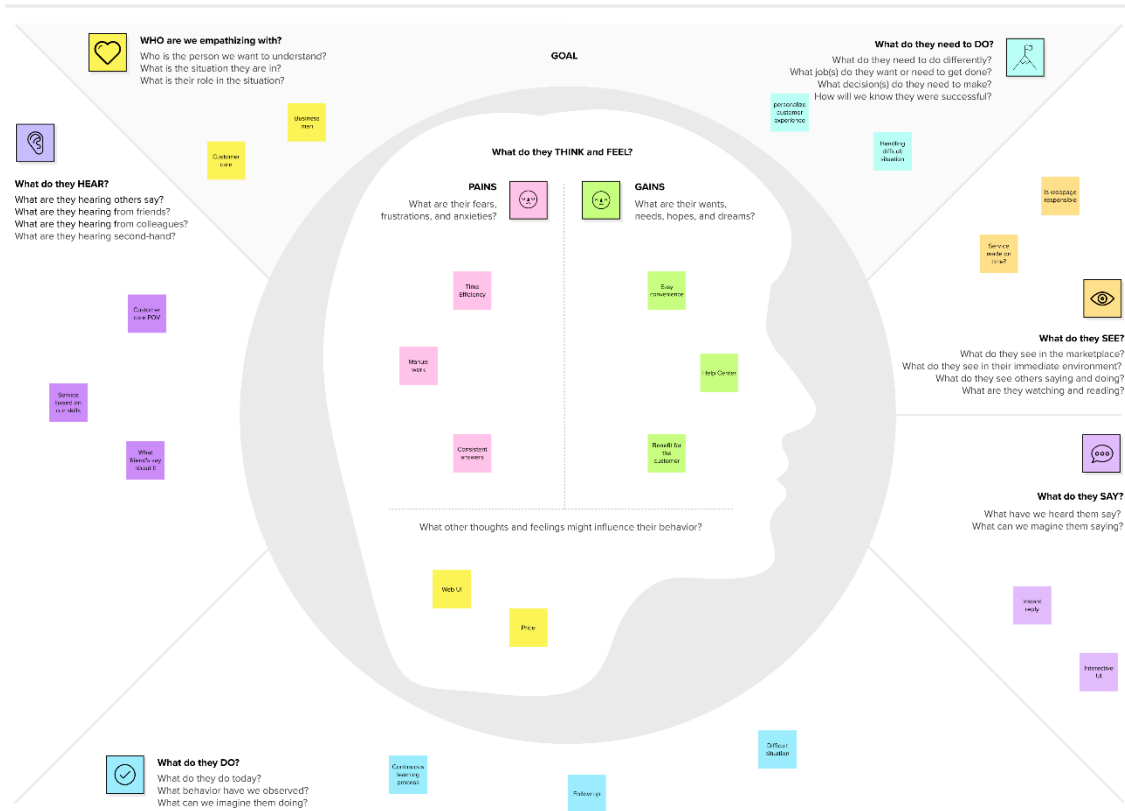 WHO are we empathizing with?
Who is the person we want to understand?
What is the situation they are in?
What is their role in the situation?
Business
man
Customer
care
GOAL
What do they need to DO?
What do they need to do differently?
What job(s) do they want or need to get done?
What decision(s) do they need to make?
How will we know they were successful?
personalize
customer
experience
Handling
difficult
situation
What do they HEAR?
What are they hearing others say?
What are they hearing from friends?
What are they hearing from colleagues?
What are they hearing second-hand?
Customer
care POV
Service
based on
our skills
What
friend's say
about it
What do they THINK and FEEL?
PAINS
What are their fears,
frustrations, and anxieties?
Time
Efficiency
Manual
work
Consistent
answers
GAINS
What are their wants,
needs, hopes, and dreams?
Easy
convenience
Help Center
Benefit for
the
customer
What other thoughts and feelings might influence their behavior?
Web UI
Price
Is webpage
responsible
Service
made on
time?
What do they SEE?
What do they see in the marketplace?
What do they see in their immediate environment?
What do they see others saying and doing?
What are they watching and reading?
What do they SAY?
What have we heard them say?
What can we magine them saying?
Instant
reply
Interective
UI
What do they DO?
What do they do today?
What behavior have we observed?
What can we imagine them doing?
Continuous
learning
process
Follow up
Difficult
situation